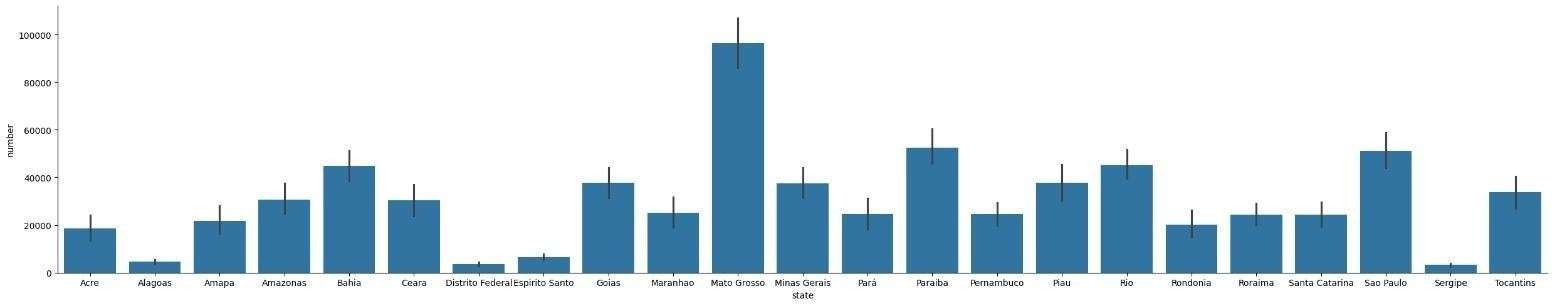 100000
80000
60000
40000
20000
0
number
Acre Alagoas Amapa Amazonas Bahia Ceara Distrito Federal Espirito Santo Goias Maranhao Mato Grosso Minas Gerais Pará Paraiba Pernambuco Piau Rio Rondonia Roraima Santa Catarina Sao Paulo Sergipe Tocantins
state